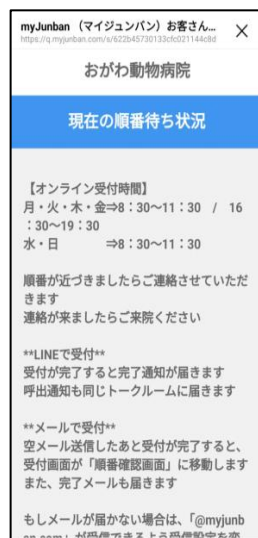 myJunban （マイジュンバン）お客さん...
https://q.myjunban.com/s/622b45730133cfc021144c8d
おがわ動物病院
現在の順番待ち状況
【オンライン受付時間】
月・火・木・金⇒8：30～11：30　/　16
：30～19：30
水・日　　　　⇒8：30～11：30
順番が近づきましたらご連絡させていただ
きます
連絡が来ましたらご来院ください
**LINEで受付**
受付が完了すると完了通知が届きます
呼出通知も同じトークルームに届きます
**メールで受付**
空メール送信したあと受付が完了すると、
受付画面が「順番確認画面」に移動します
また、完了メールも届きます
もしメールが届かない場合は、「@myjunb
an.com」が受信できるよう受信設定を変